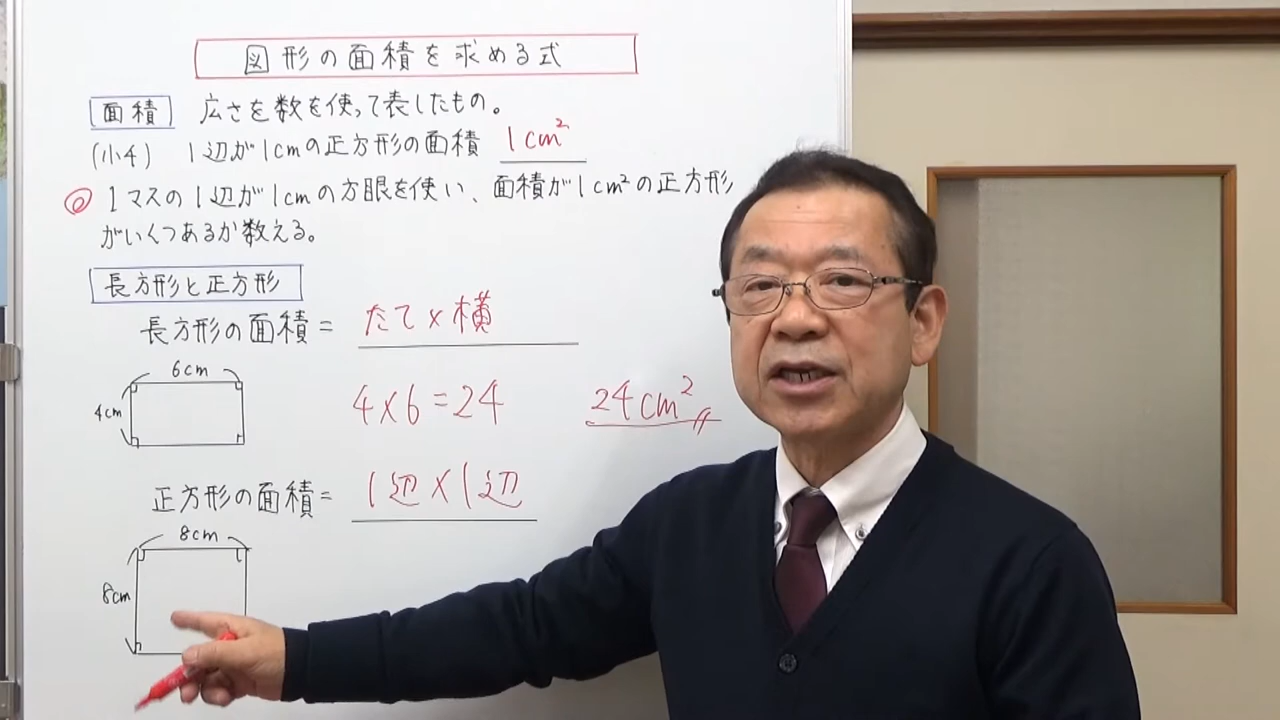 図形の面積を求める式
面積 広さを数を使って表したもの。
(小4) 1辺が1cmの正方形の面積 1cm²
◎ 1マスの1辺が1cmの方眼を使い、面積が1cm²の正方形
がいくつあるか数える。
長方形と正方形
長方形の面積= たて×横
6cm
4cm
4×6=24 24cm²
正方形の面積= 1辺×1辺
8cm
8cm